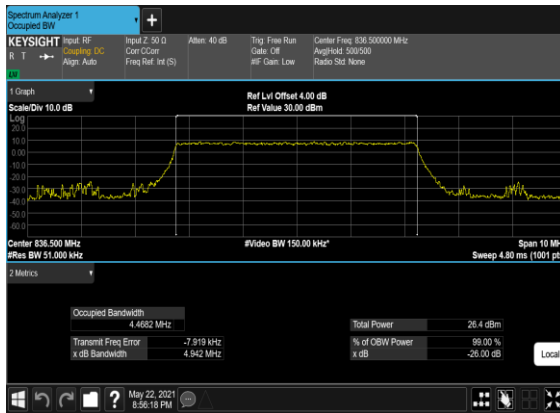 Spectrum Analyzer 1
Occupied BW
KEYSIGHT Input: RF Input Z: 50 Ω Atten: 40 dB Trig: Free Run Center Freq: 836.500000 MHz
R T Coupling: DC Corr CCorr Gate: Off Avg|Hold: 500/500
Align: Auto Freq Ref: Int (S) #IF Gain: Low Radio Std: None
1 Graph
Scale/Div 10.0 dB
Ref Lvl Offset 4.00 dB
Ref Value 30.00 dBm
Log
20.0
10.0
0.00
-10.0
-20.0
-30.0
-40.0
-50.0
-60.0
Center 836.500 MHz #Video BW 150.00 kHz* Span 10 MH
#Res BW 51.000 kHz Sweep 4.80 ms (1001 pts
2 Metrics
Occupied Bandwidth
4.4682 MHz
Total Power 26.4 dBm
Transmit Freq Error -7.919 kHz % of OBW Power 99.00 %
x dB Bandwidth 4.942 MHz x dB -26.00 dB
Local
May 22, 2021
8:56:18 PM